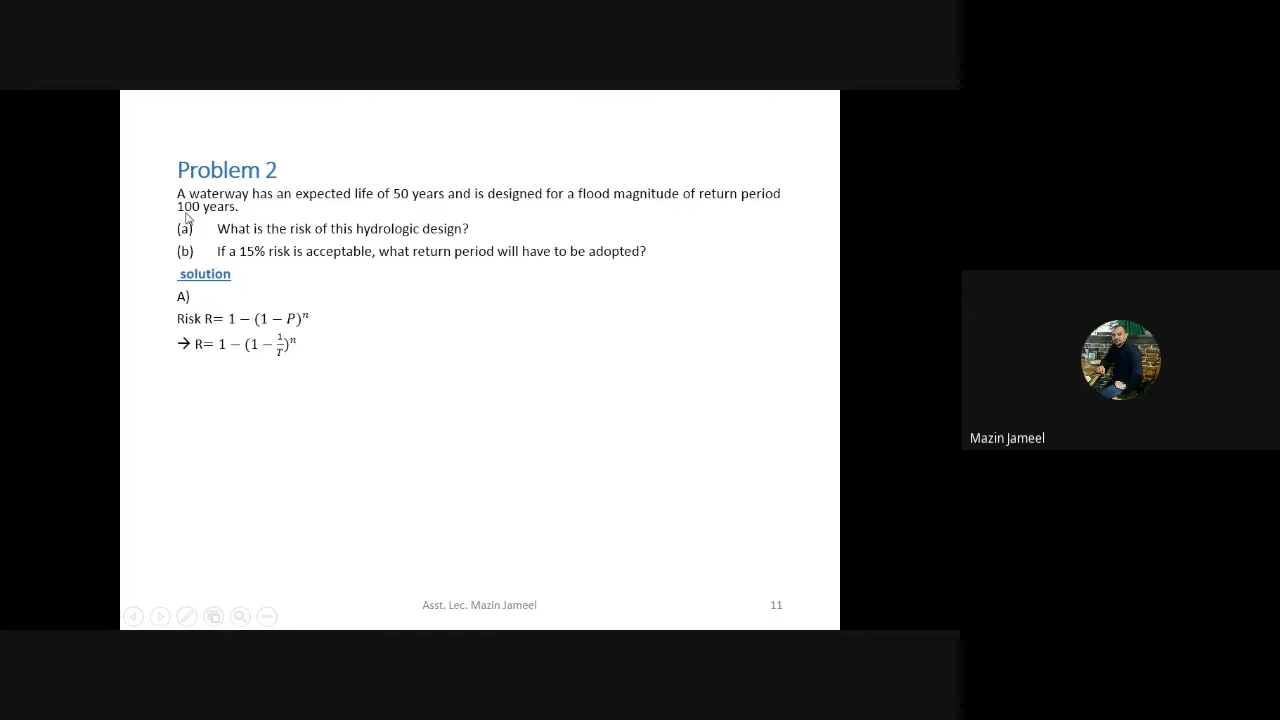 Problem 2
A waterway has an expected life of 50 years and is designed for a flood magnitude of return period
100 years.
(a) What is the risk of this hydrologic design?
(b) If a 15% risk is acceptable, what return period will have to be adopted?
solution
A)
Risk R= 1 − (1 − P)ⁿ
→ R= 1 − (1 − 1/T)ⁿ
Mazin Jameel
Asst. Lec. Mazin Jameel 11